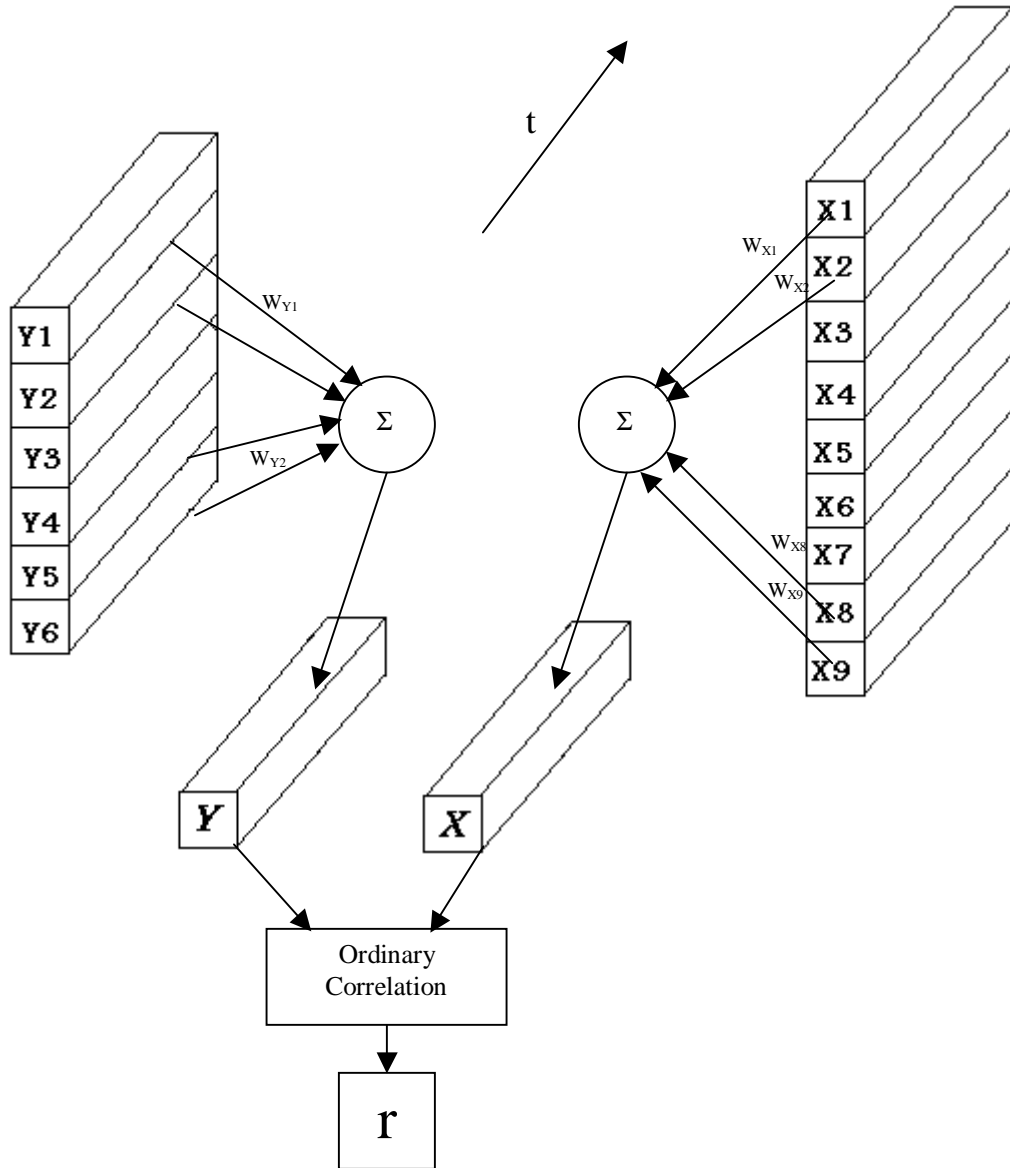 t
X1
X2
X3
X4
X5
X6
X7
X8
X9
W_X1
W_X2
W_X8
W_X9
Y1
Y2
Y3
Y4
Y5
Y6
W_Y1
W_Y2
Σ
Σ
Y
X
Ordinary
Correlation
r